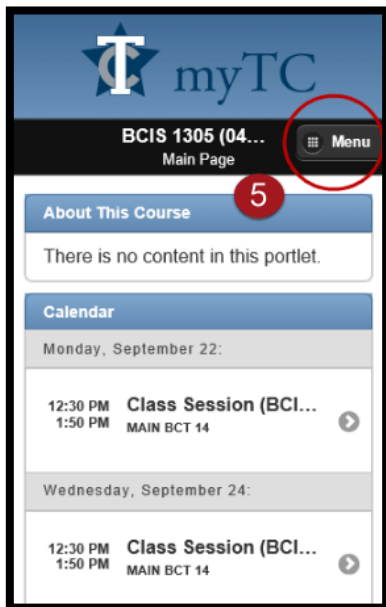 TC myTC
BCIS 1305 (04...
Menu
Main Page
5
About This Course
There is no content in this portlet.
Calendar
Monday, September 22:
12:30 PM Class Session (BCI...
1:50 PM MAIN BCT 14
Wednesday, September 24:
12:30 PM Class Session (BCI...
1:50 PM MAIN BCT 14